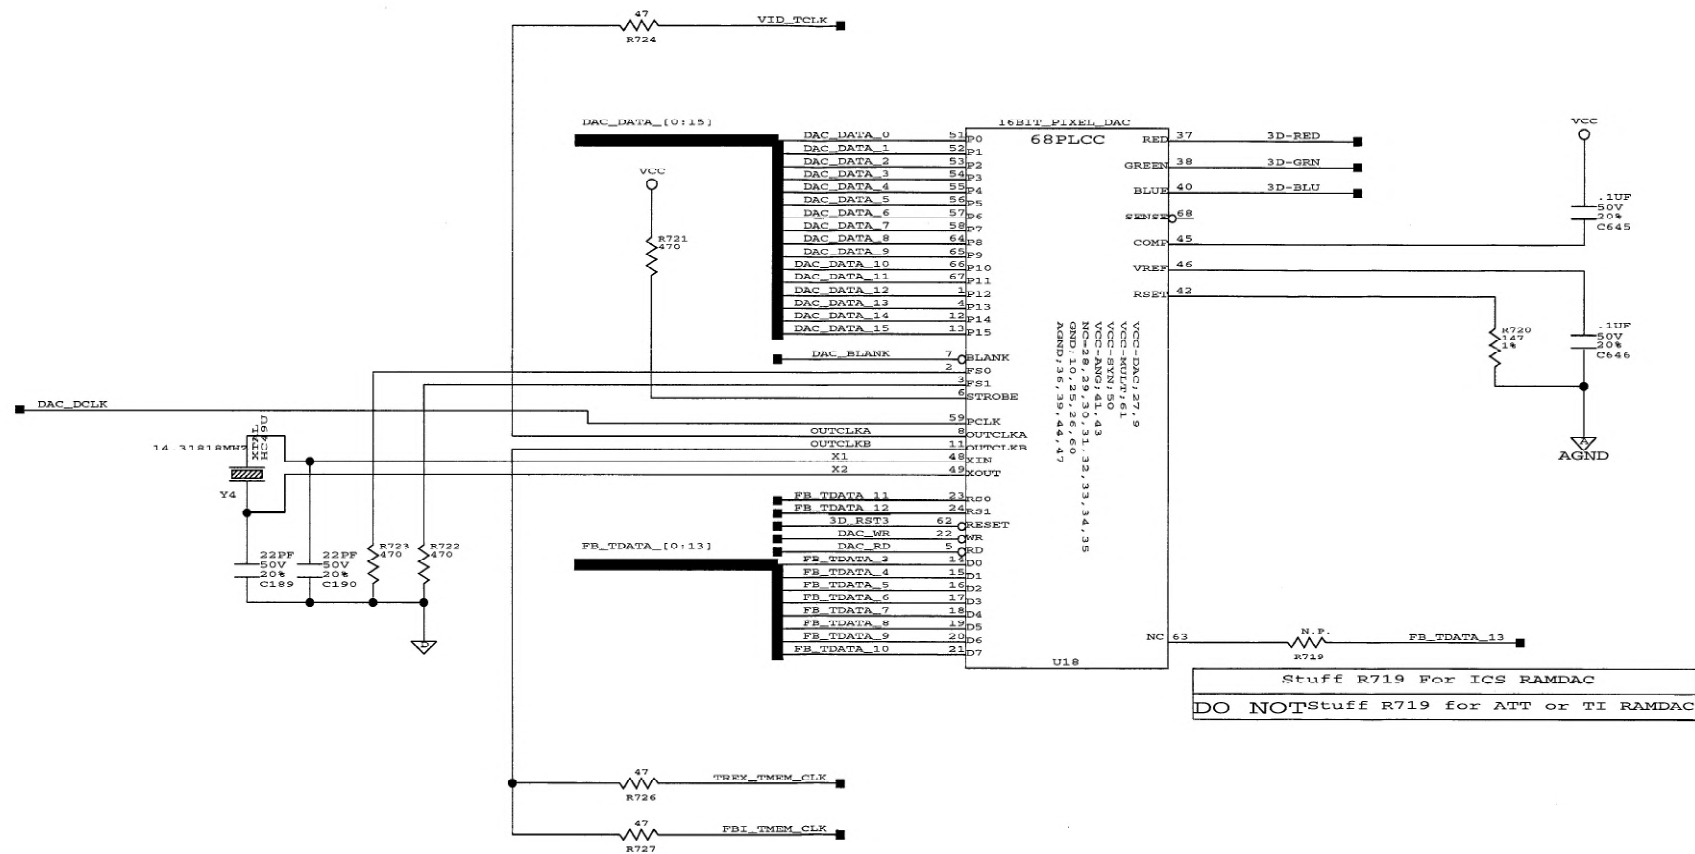 47
VID_TCLK
R724
DAC_DATA_[0:15]
16BIT_PIXEL_DAC
68PLCC
DAC_DATA_0 51 P0
DAC_DATA_1 52 P1
DAC_DATA_2 53 P2
DAC_DATA_3 54 P3
DAC_DATA_4 55 P4
DAC_DATA_5 56 P5
DAC_DATA_6 57 P6
DAC_DATA_7 58 P7
DAC_DATA_8 64 P8
DAC_DATA_9 65 P9
DAC_DATA_10 66 P10
DAC_DATA_11 67 P11
DAC_DATA_12 1 P12
DAC_DATA_13 4 P13
DAC_DATA_14 12 P14
DAC_DATA_15 13 P15
RED 37 3D-RED
GREEN 38 3D-GRN
BLUE 40 3D-BLU
SENSE 68
COMP 45
VREF 46
RSET 42
VCC
.1UF
50V
20%
C645
R720
147
1%
.1UF
50V
20%
C646
AGND
VCC
R721
470
DAC_BLANK 7 BLANK
2 FS0
3 FS1
6 STROBE
DAC_DCLK
59 PCLK
OUTCLKA 8 OUTCLKA
OUTCLKB 11 OUTCLKB
X1 48 XIN
X2 49 XOUT
VCC-DAC;27,9
VCC-MULT;61
VCC-SYN;50
VCC-ANG;41,43
NC=28,29,30,31,32,33,34,35
GND;10,25,26,60
AGND;36,39,44,47
14.31818MHZ
XTAL
HC49U
Y4
22PF
50V
20%
C189
22PF
50V
20%
C190
R723
470
R722
470
D
FB_TDATA_11 23 RS0
FB_TDATA_12 24 RS1
3D_RST3 62 RESET
DAC_WR 22 WR
DAC_RD 5 RD
FB_TDATA_[0:13]
FB_TDATA_3 14 D0
FB_TDATA_4 15 D1
FB_TDATA_5 16 D2
FB_TDATA_6 17 D3
FB_TDATA_7 18 D4
FB_TDATA_8 19 D5
FB_TDATA_9 20 D6
FB_TDATA_10 21 D7
U18
NC 63
N.P.
R719
FB_TDATA_13
Stuff R719 For ICS RAMDAC
DO NOT Stuff R719 for ATT or TI RAMDAC
47
TREX_TMEM_CLK
R726
47
FBI_TMEM_CLK
R727